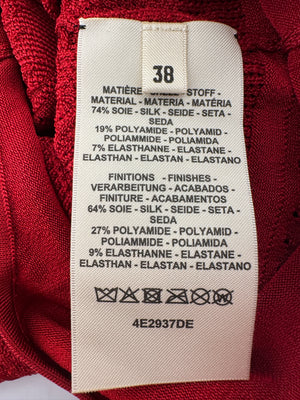 38
MATIÈRE - SHELL - STOFF -
MATERIAL - MATERIA - MATÉRIA
74% SOIE - SILK - SEIDE - SETA -
SEDA
19% POLYAMIDE - POLYAMID -
POLIAMMIDE - POLIAMIDA
7% ELASTHANNE - ELASTANE -
ELASTHAN - ELASTAN - ELASTANO
FINITIONS - FINISHES -
VERARBEITUNG - ACABADOS -
FINITURE - ACABAMENTOS
64% SOIE - SILK - SEIDE - SETA -
SEDA
27% POLYAMIDE - POLYAMID -
POLIAMMIDE - POLIAMIDA
9% ELASTHANNE - ELASTANE -
ELASTHAN - ELASTAN - ELASTANO
4E2937DE